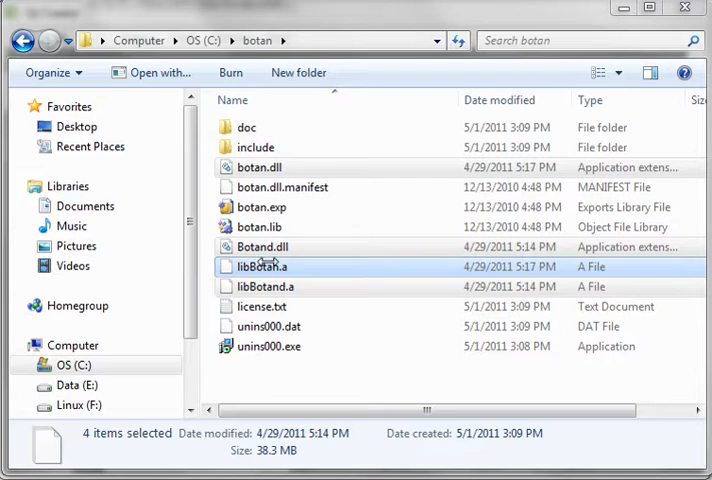 Computer OS (C:) botan Search botan
Organize Open with... Burn New folder
Name Date modified Type Siz
Favorites
Desktop
Recent Places
Libraries
Documents
Music
Pictures
Videos
Homegroup
Computer
OS (C:)
Data (E:)
Linux (F:)
doc 5/1/2011 3:09 PM File folder
include 5/1/2011 3:09 PM File folder
botan.dll 4/29/2011 5:17 PM Application extens...
botan.dll.manifest 12/13/2010 4:48 PM MANIFEST File
botan.exp 12/13/2010 4:48 PM Exports Library File
botan.lib 12/13/2010 4:48 PM Object File Library
Botand.dll 4/29/2011 5:14 PM Application extens...
libBotan.a 4/29/2011 5:17 PM A File
libBotand.a 4/29/2011 5:14 PM A File
license.txt 5/1/2011 3:09 PM Text Document
unins000.dat 5/1/2011 3:09 PM DAT File
unins000.exe 5/1/2011 3:08 PM Application
4 items selected Date modified: 4/29/2011 5:14 PM Date created: 5/1/2011 3:09 PM
Size: 38.3 MB